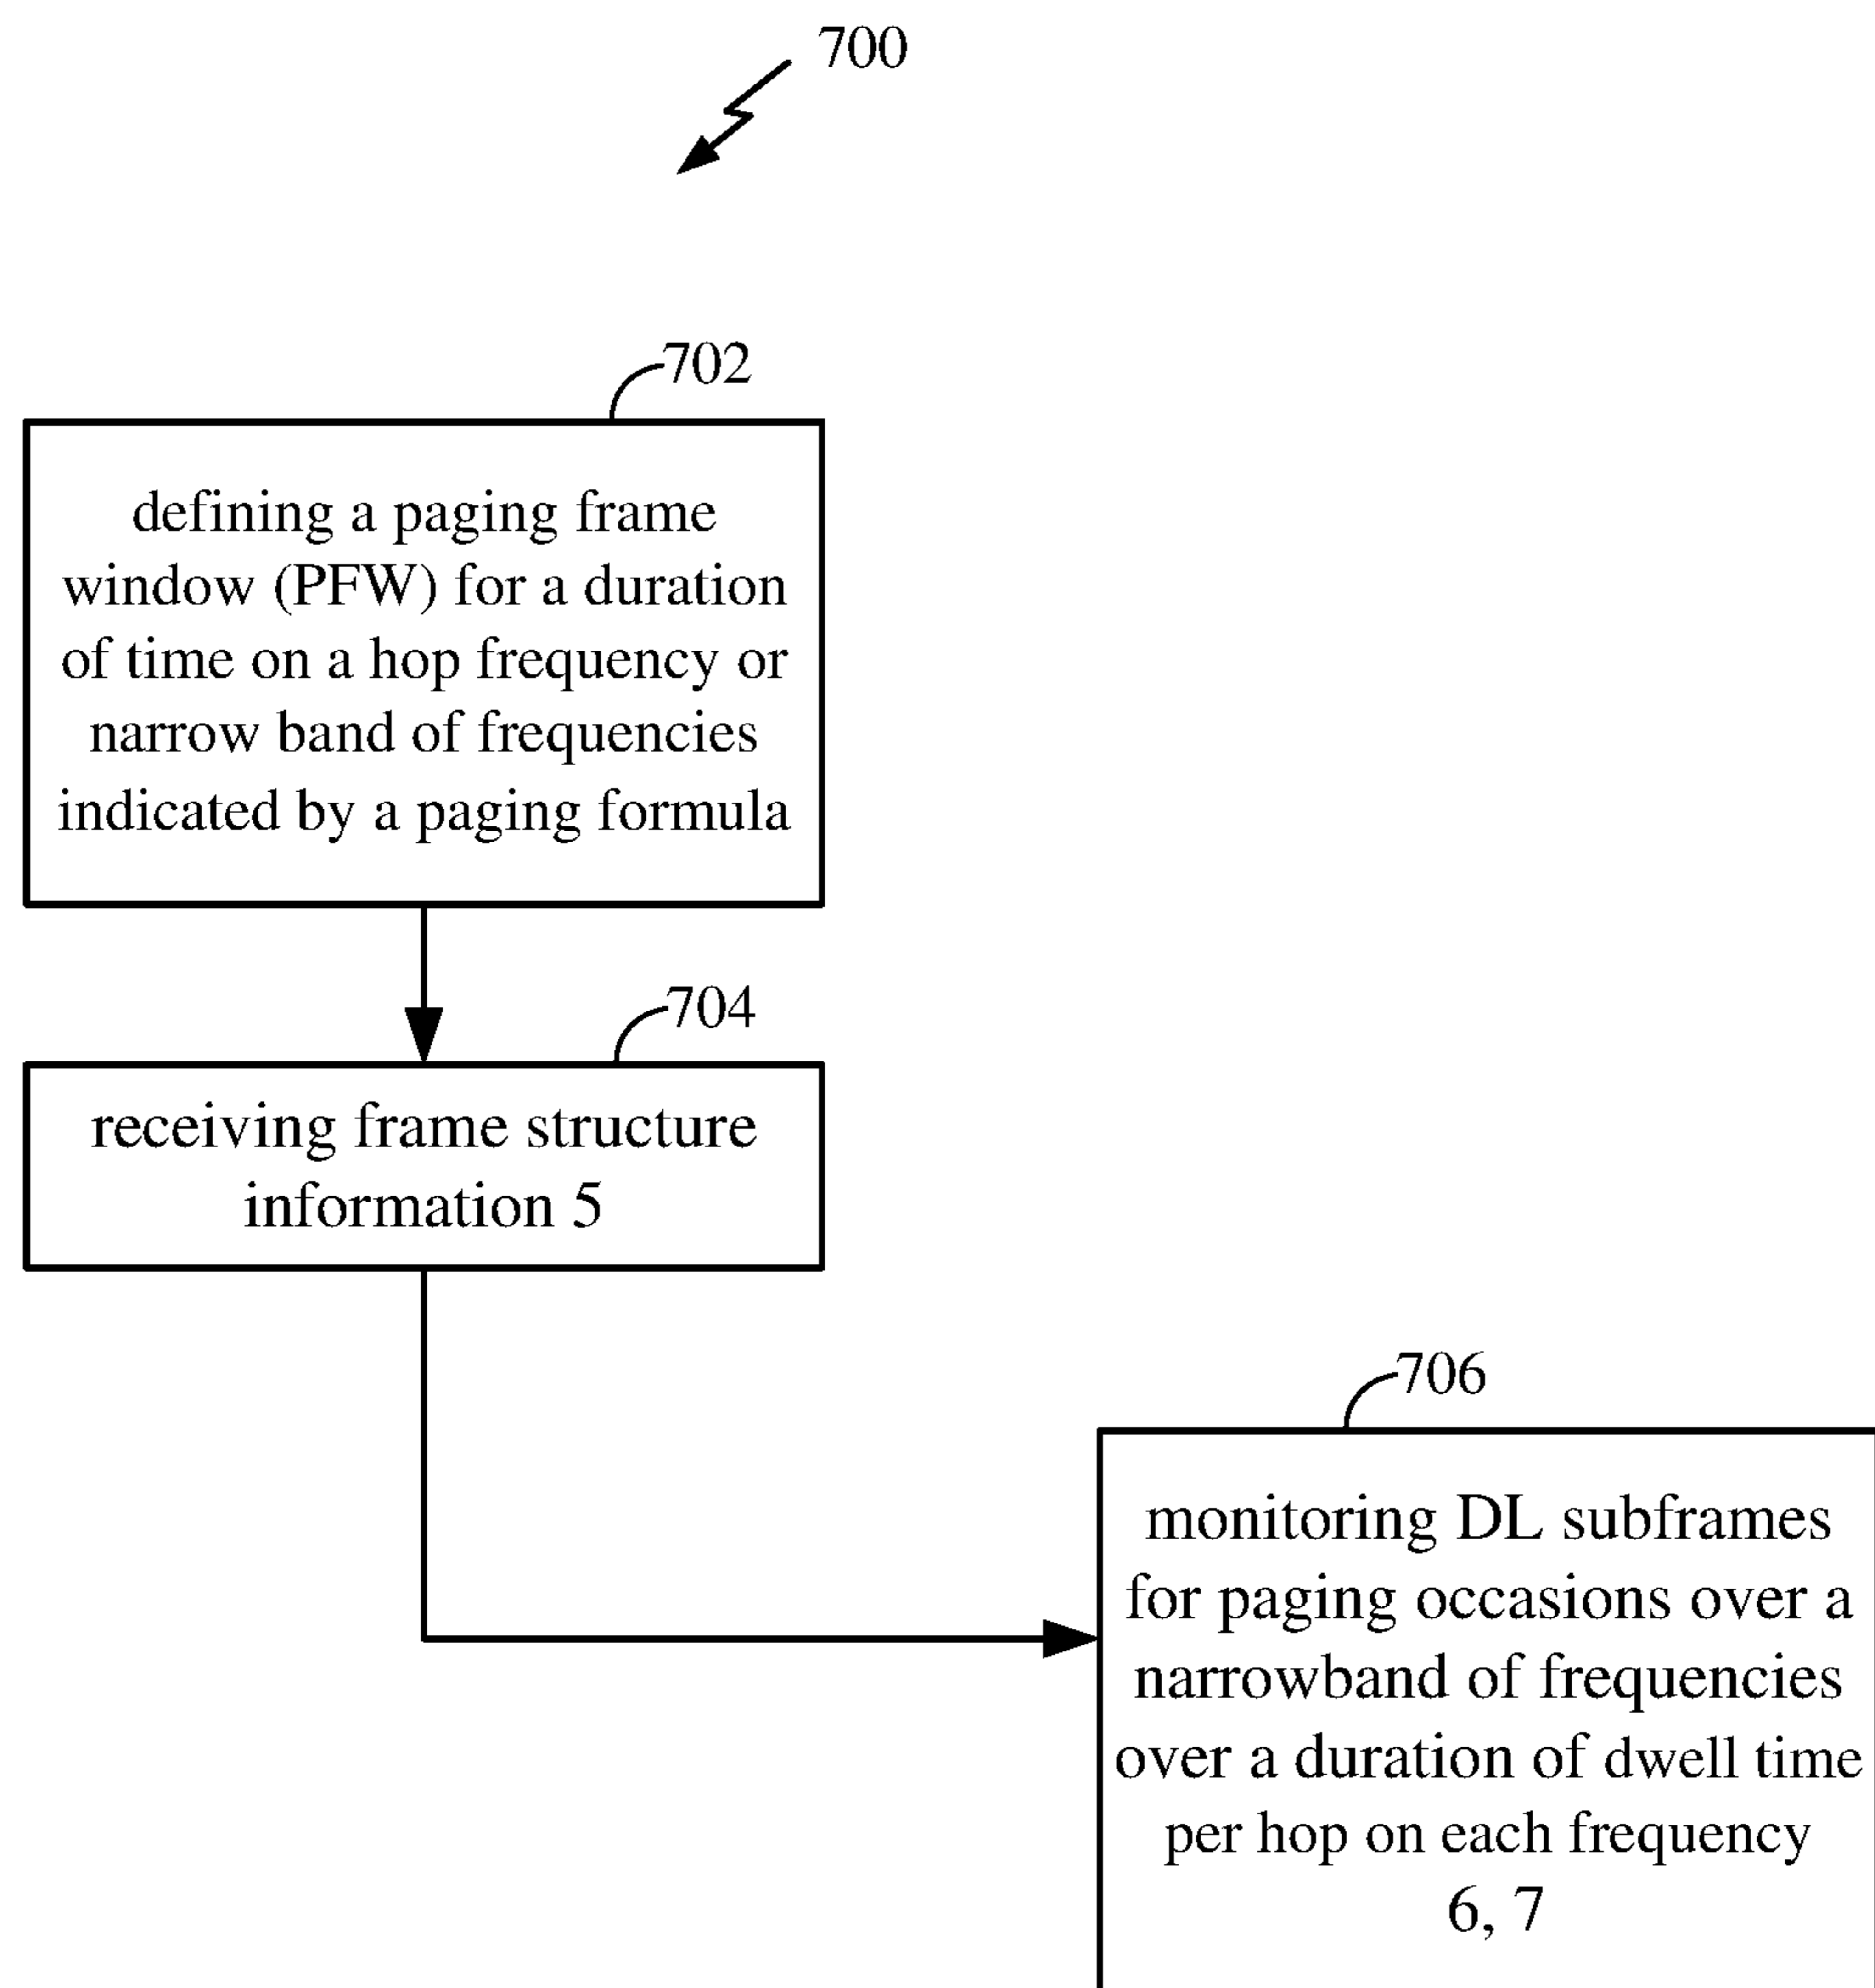 700
702
defining a paging frame
window (PFW) for a duration
of time on a hop frequency or
narrow band of frequencies
indicated by a paging formula
704
receiving frame structure
information 5
706
monitoring DL subframes
for paging occasions over a
narrowband of frequencies
over a duration of dwell time
per hop on each frequency
6, 7